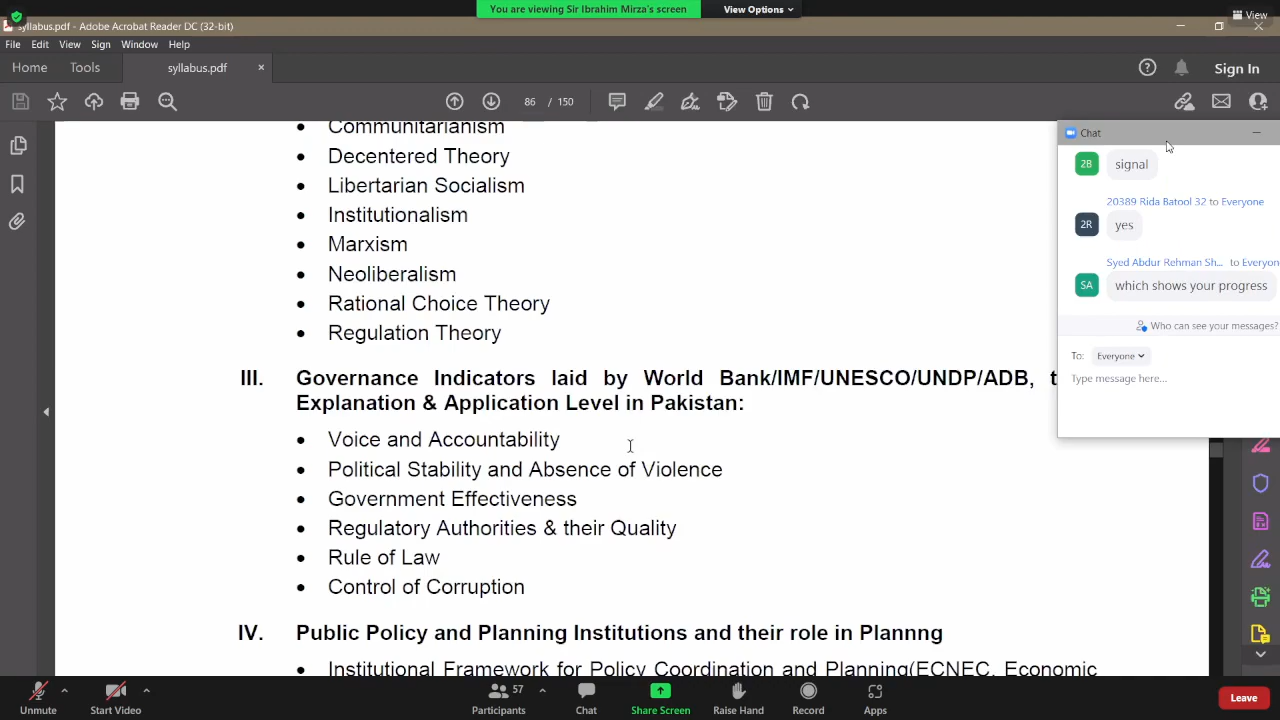 You are viewing Sir Ibrahim Mirza's screen
View Options
View
syllabus.pdf - Adobe Acrobat Reader DC (32-bit)
File Edit View Sign Window Help
Home Tools syllabus.pdf × Sign In
86 / 150
• Communitarianism
• Decentered Theory
• Libertarian Socialism
• Institutionalism
• Marxism
• Neoliberalism
• Rational Choice Theory
• Regulation Theory
III. Governance Indicators laid by World Bank/IMF/UNESCO/UNDP/ADB, t
Explanation & Application Level in Pakistan:
• Voice and Accountability
• Political Stability and Absence of Violence
• Government Effectiveness
• Regulatory Authorities & their Quality
• Rule of Law
• Control of Corruption
IV. Public Policy and Planning Institutions and their role in Plannng
• Institutional Framework for Policy Coordination and Planning(ECNEC, Economic
Chat
2B signal
20389 Rida Batool 32 to Everyone
2R yes
Syed Abdur Rehman Sh... to Everyon
SA which shows your progress
Who can see your messages?
To: Everyone
Type message here...
Unmute
Start Video
57
Participants
Chat
Share Screen
Raise Hand
Record
Apps
Leave